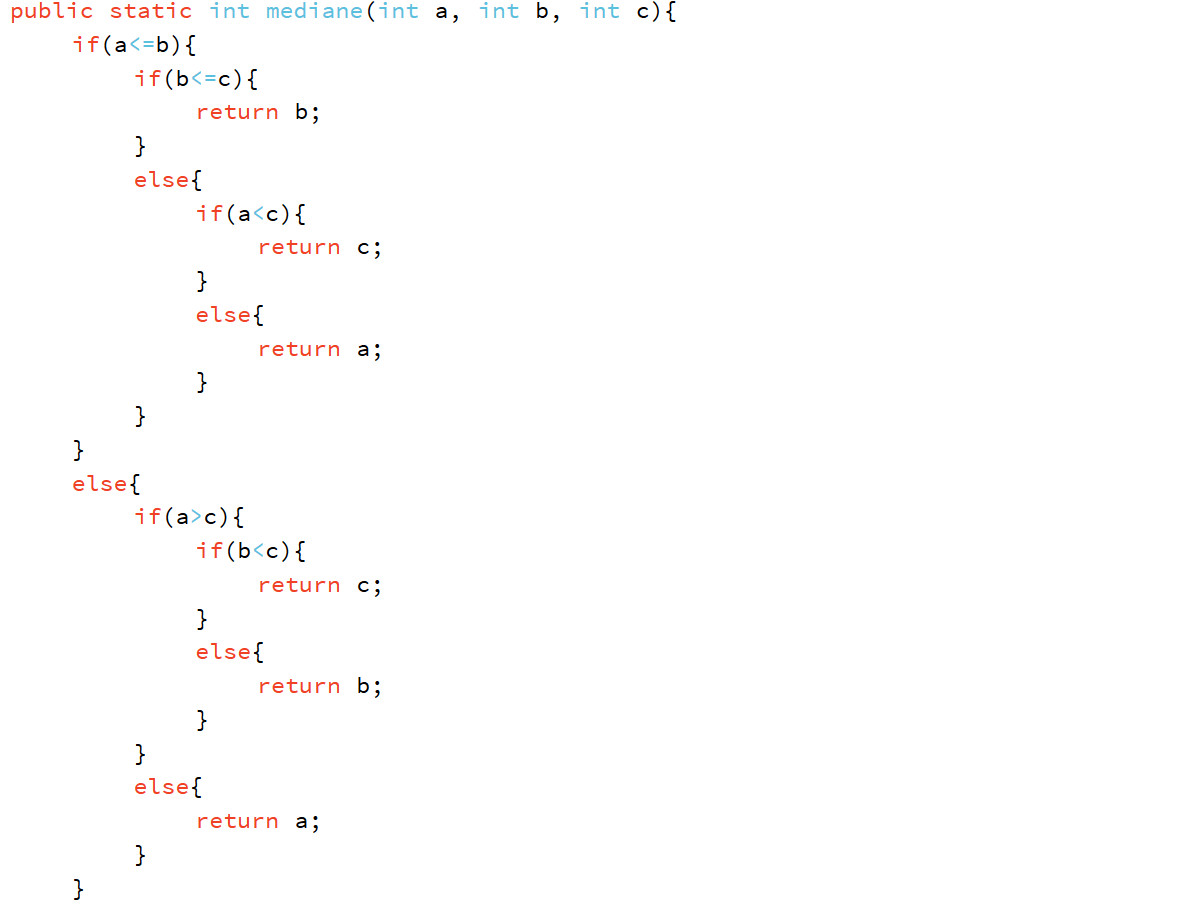 public static int mediane(int a, int b, int c){
    if(a<=b){
        if(b<=c){
            return b;
        }
        else{
            if(a<c){
                return c;
            }
            else{
                return a;
            }
        }
    }
    else{
        if(a>c){
            if(b<c){
                return c;
            }
            else{
                return b;
            }
        }
        else{
            return a;
        }
    }